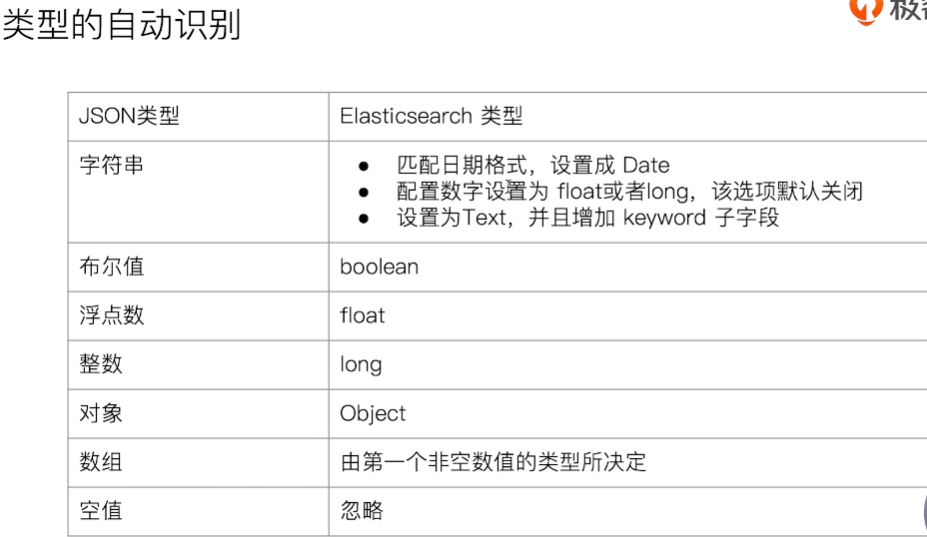 类型的自动识别
JSON类型
Elasticsearch 类型
字符串
● 匹配日期格式，设置成 Date
● 配置数字设置为 float或者long，该选项默认关闭
● 设置为Text，并且增加 keyword 子字段
布尔值
boolean
浮点数
float
整数
long
对象
Object
数组
由第一个非空数值的类型所决定
空值
忽略